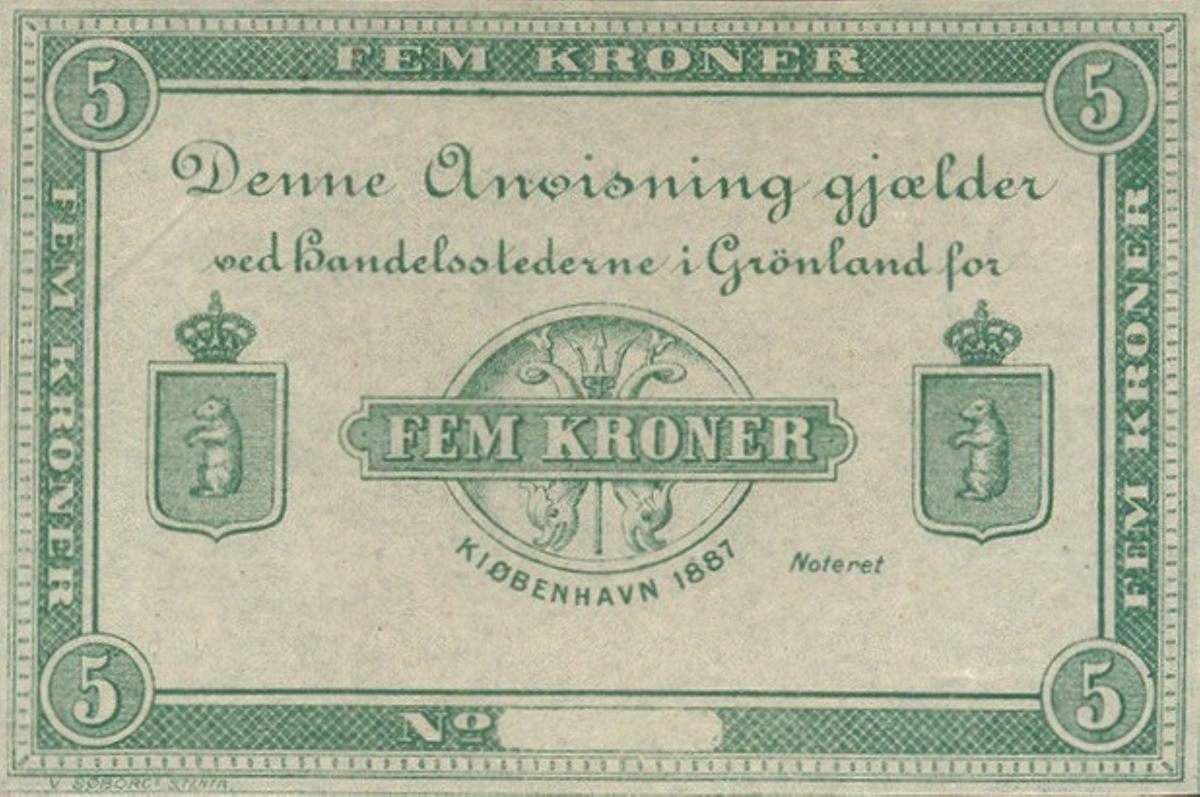 FEM KRONER
5
5
Denne Anvisning gjælder
ved Handelsstederne i Grönland for
FEM KRONER
FEM KRONER
FEM KRONER
KIØBENHAVN 1887
Noteret
5
5
No
V. SØBORG